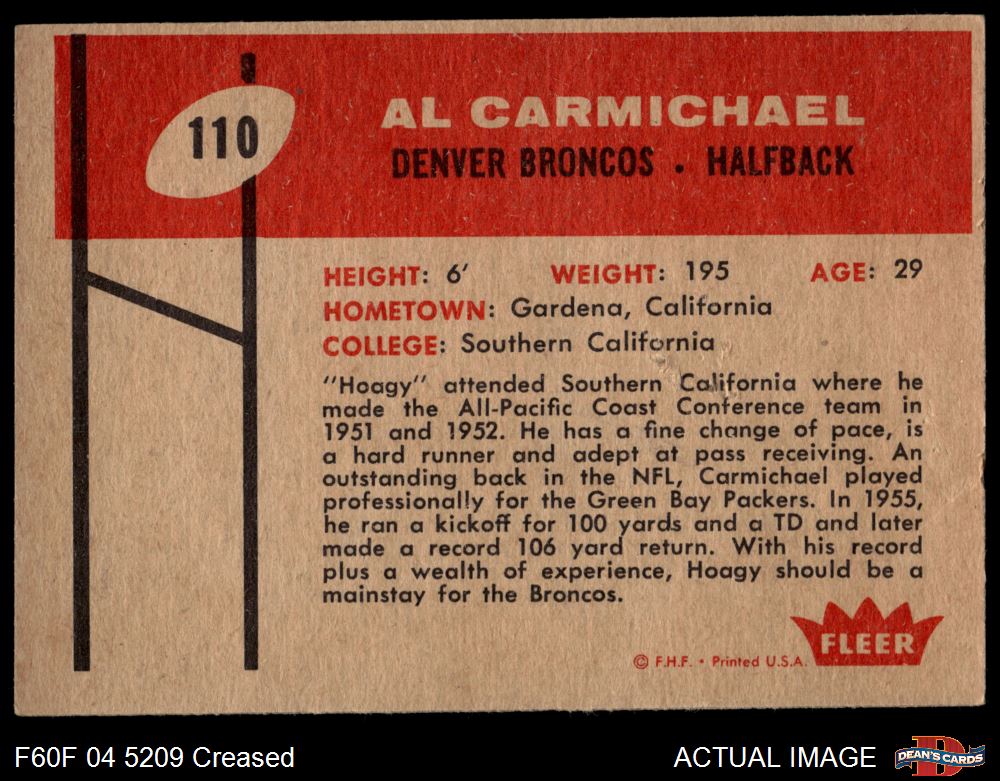 110
AL CARMICHAEL
DENVER BRONCOS • HALFBACK
HEIGHT: 6' WEIGHT: 195 AGE: 29
HOMETOWN: Gardena, California
COLLEGE: Southern California
"Hoagy" attended Southern California where he
made the All-Pacific Coast Conference team in
1951 and 1952. He has a fine change of pace, is
a hard runner and adept at pass receiving. An
outstanding back in the NFL, Carmichael played
professionally for the Green Bay Packers. In 1955,
he ran a kickoff for 100 yards and a TD and later
made a record 106 yard return. With his record
plus a wealth of experience, Hoagy should be a
mainstay for the Broncos.
FLEER
© F.H.F. • Printed U.S.A.
F60F 04 5209 Creased
ACTUAL IMAGE
D
DEAN'S CARDS